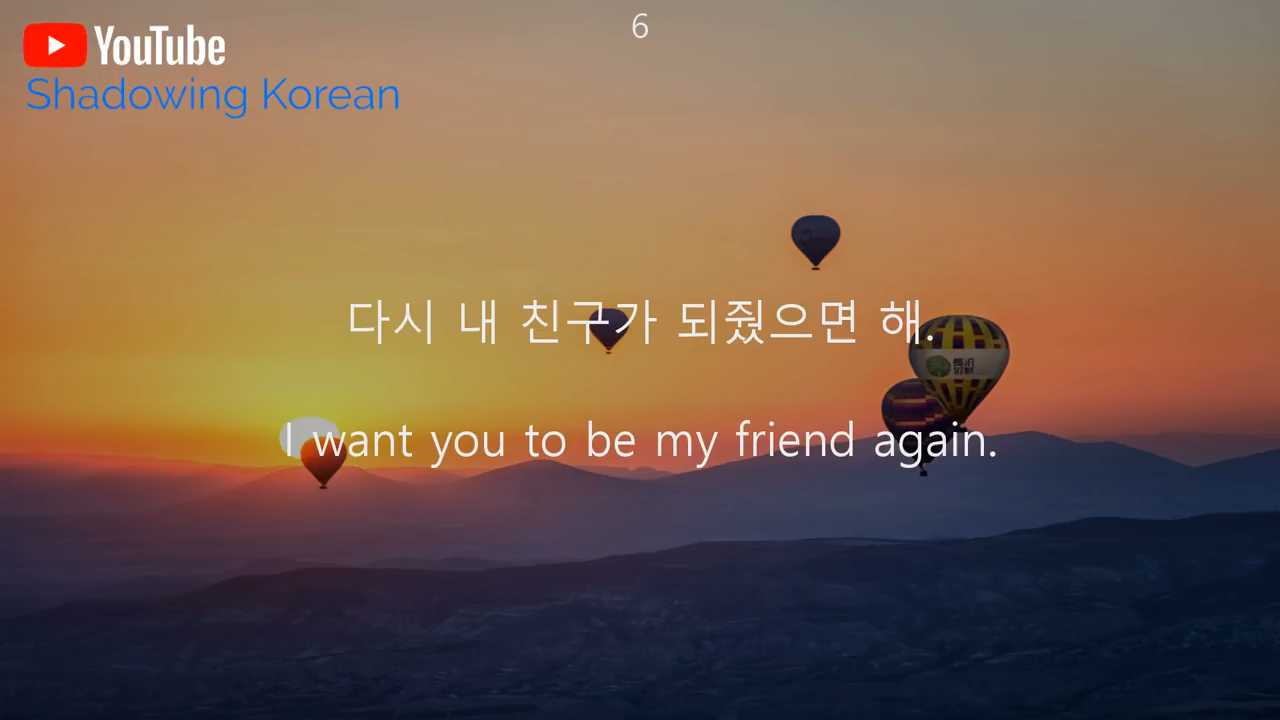 6
YouTube
Shadowing Korean
다시 내 친구가 되줬으면 해.
I want you to be my friend again.